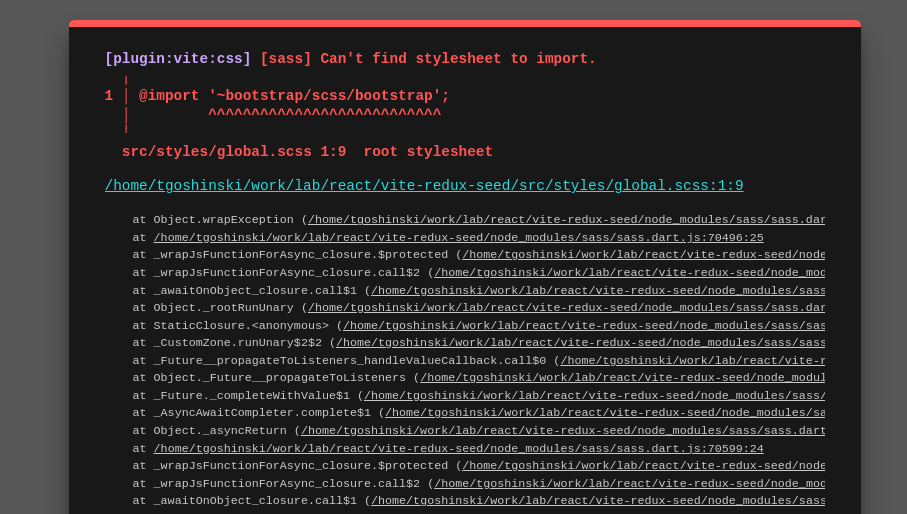 [plugin:vite:css] [sass] Can't find stylesheet to import.
╷
1 │ @import '~bootstrap/scss/bootstrap';
│         ^^^^^^^^^^^^^^^^^^^^^^^^^^^
╵
src/styles/global.scss 1:9  root stylesheet
/home/tgoshinski/work/lab/react/vite-redux-seed/src/styles/global.scss:1:9
at Object.wrapException (/home/tgoshinski/work/lab/react/vite-redux-seed/node_modules/sass/sass.dar
at /home/tgoshinski/work/lab/react/vite-redux-seed/node_modules/sass/sass.dart.js:70496:25
at _wrapJsFunctionForAsync_closure.$protected (/home/tgoshinski/work/lab/react/vite-redux-seed/node
at _wrapJsFunctionForAsync_closure.call$2 (/home/tgoshinski/work/lab/react/vite-redux-seed/node_mod
at _awaitOnObject_closure.call$1 (/home/tgoshinski/work/lab/react/vite-redux-seed/node_modules/sass
at Object._rootRunUnary (/home/tgoshinski/work/lab/react/vite-redux-seed/node_modules/sass/sass.dar
at StaticClosure.<anonymous> (/home/tgoshinski/work/lab/react/vite-redux-seed/node_modules/sass/sas
at _CustomZone.runUnary$2$2 (/home/tgoshinski/work/lab/react/vite-redux-seed/node_modules/sass/sass
at _Future__propagateToListeners_handleValueCallback.call$0 (/home/tgoshinski/work/lab/react/vite-r
at Object._Future__propagateToListeners (/home/tgoshinski/work/lab/react/vite-redux-seed/node_modul
at _Future._completeWithValue$1 (/home/tgoshinski/work/lab/react/vite-redux-seed/node_modules/sass/
at _AsyncAwaitCompleter.complete$1 (/home/tgoshinski/work/lab/react/vite-redux-seed/node_modules/sa
at Object._asyncReturn (/home/tgoshinski/work/lab/react/vite-redux-seed/node_modules/sass/sass.dart
at /home/tgoshinski/work/lab/react/vite-redux-seed/node_modules/sass/sass.dart.js:70599:24
at _wrapJsFunctionForAsync_closure.$protected (/home/tgoshinski/work/lab/react/vite-redux-seed/node
at _wrapJsFunctionForAsync_closure.call$2 (/home/tgoshinski/work/lab/react/vite-redux-seed/node_mod
at _awaitOnObject_closure.call$1 (/home/tgoshinski/work/lab/react/vite-redux-seed/node_modules/sass